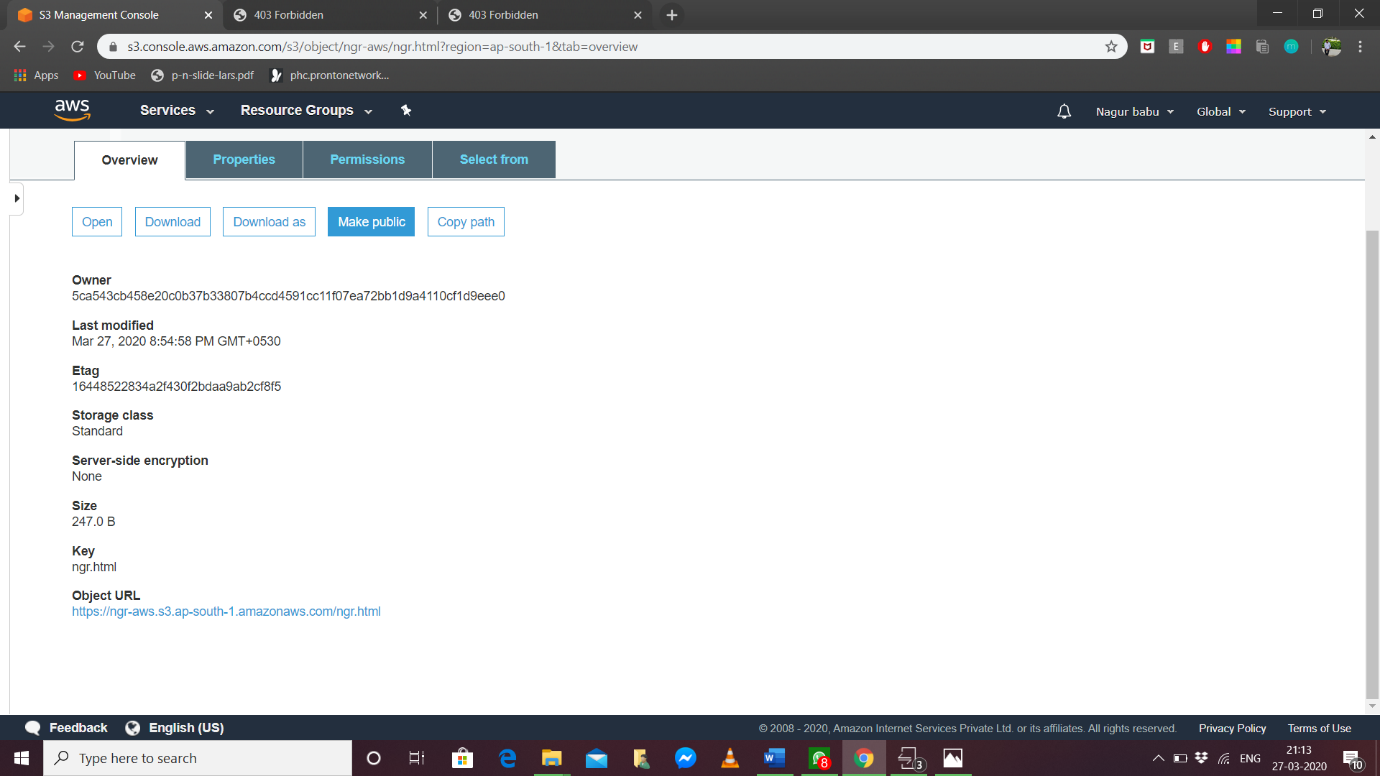 S3 Management Console
403 Forbidden
403 Forbidden
s3.console.aws.amazon.com/s3/object/ngr-aws/ngr.html?region=ap-south-1&tab=overview
Apps
YouTube
p-n-slide-lars.pdf
phc.prontonetwork...
aws
Services
Resource Groups
Nagur babu
Global
Support
Overview
Properties
Permissions
Select from
Open
Download
Download as
Make public
Copy path
Owner
5ca543cb458e20c0b37b33807b4ccd4591cc11f07ea72bb1d9a4110cf1d9eee0
Last modified
Mar 27, 2020 8:54:58 PM GMT+0530
Etag
16448522834a2f430f2bdaa9ab2cf8f5
Storage class
Standard
Server-side encryption
None
Size
247.0 B
Key
ngr.html
Object URL
https://ngr-aws.s3.ap-south-1.amazonaws.com/ngr.html
Feedback
English (US)
© 2008 - 2020, Amazon Internet Services Private Ltd. or its affiliates. All rights reserved.
Privacy Policy
Terms of Use
Type here to search
8
3
ENG
21:13
27-03-2020
10